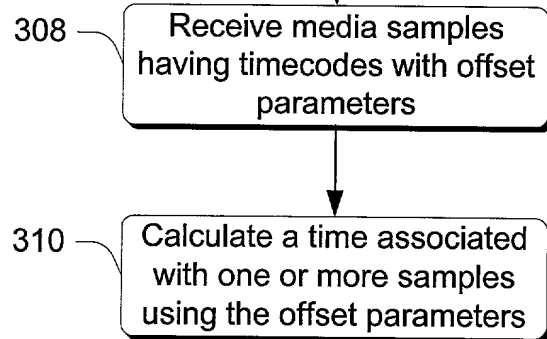 308
Receive media samples
having timecodes with offset
parameters
310
Calculate a time associated
with one or more samples
using the offset parameters